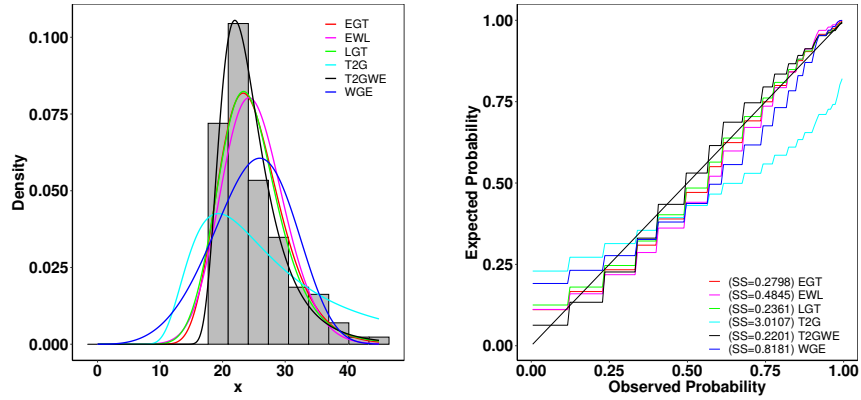 0.100
0.075
0.050
0.025
0.000
Density
0
10
20
30
40
x
EGT
EWL
LGT
T2G
T2GWE
WGE
1.00
0.75
0.50
0.25
0.00
Expected Probability
0.00
0.25
0.50
0.75
1.00
Observed Probability
(SS=0.2798) EGT
(SS=0.4845) EWL
(SS=0.2361) LGT
(SS=3.0107) T2G
(SS=0.2201) T2GWE
(SS=0.8181) WGE